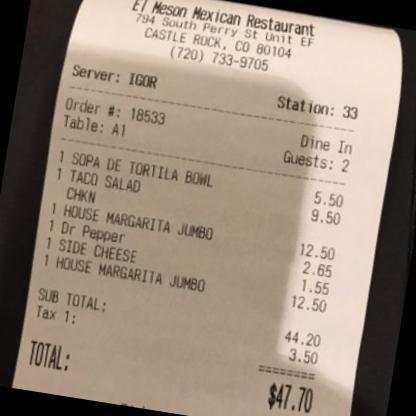 El Meson Mexican Restaurant
794 South Perry St Unit EF
CASTLE ROCK, CO 80104
(720) 733-9705
Server: IGOR Station: 33
Order #: 18533 Dine In
Table: A1 Guests: 2
1 SOPA DE TORTILA BOWL 5.50
1 TACO SALAD 9.50
CHKN
1 HOUSE MARGARITA JUMBO 12.50
1 Dr Pepper 2.65
1 SIDE CHEESE 1.55
1 HOUSE MARGARITA JUMBO 12.50
SUB TOTAL: 44.20
Tax 1: 3.50
TOTAL: $47.70